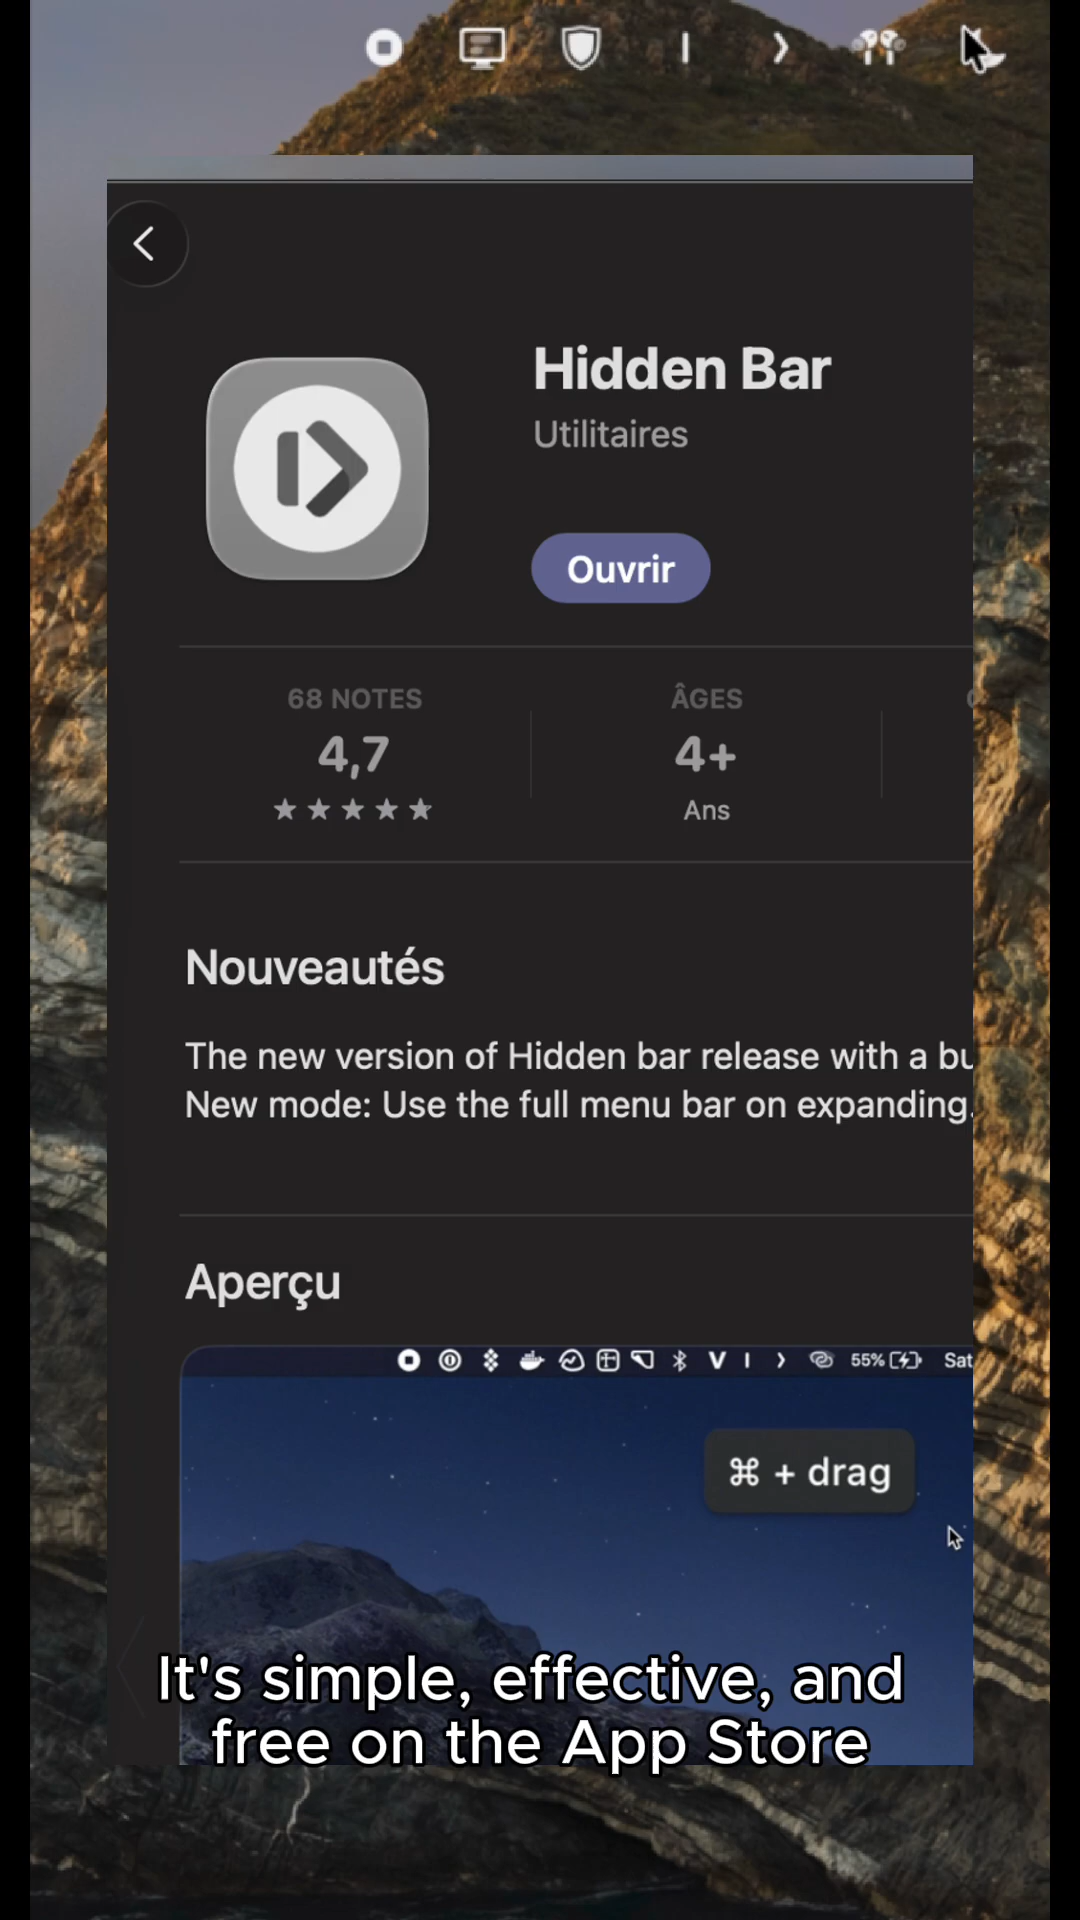 Hidden Bar
Utilitaires
Ouvrir
68 NOTES
4,7
ÂGES
4+
Ans
Nouveautés
The new version of Hidden bar release with a bu
New mode: Use the full menu bar on expanding.
Aperçu
55%
Sat
⌘ + drag
It's simple, effective, and
free on the App Store